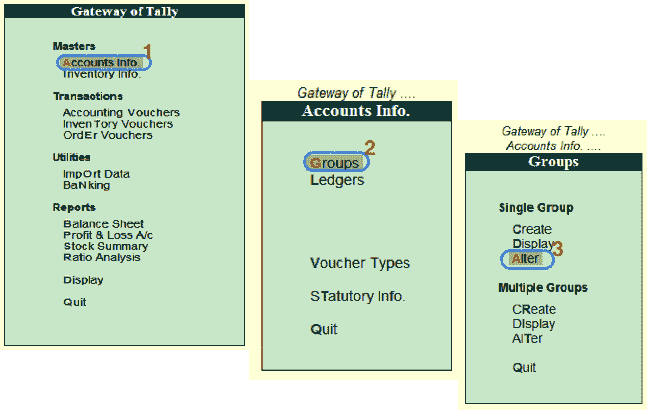 Gateway of Tally
Masters
Accounts Info.
Inventory Info.
Transactions
Accounting Vouchers
InvenTory Vouchers
OrdEr Vouchers
Utilities
ImpOrt Data
BaNking
Reports
Balance Sheet
Profit & Loss A/c
Stock Summary
Ratio Analysis
Display
Quit
1
Gateway of Tally ....
Accounts Info.
Groups
2
Ledgers
Voucher Types
STatutory Info.
Quit
Gateway of Tally ....
Accounts Info. ....
Groups
Single Group
Create
Display
Alter
3
Multiple Groups
CReate
DIsplay
AlTer
Quit